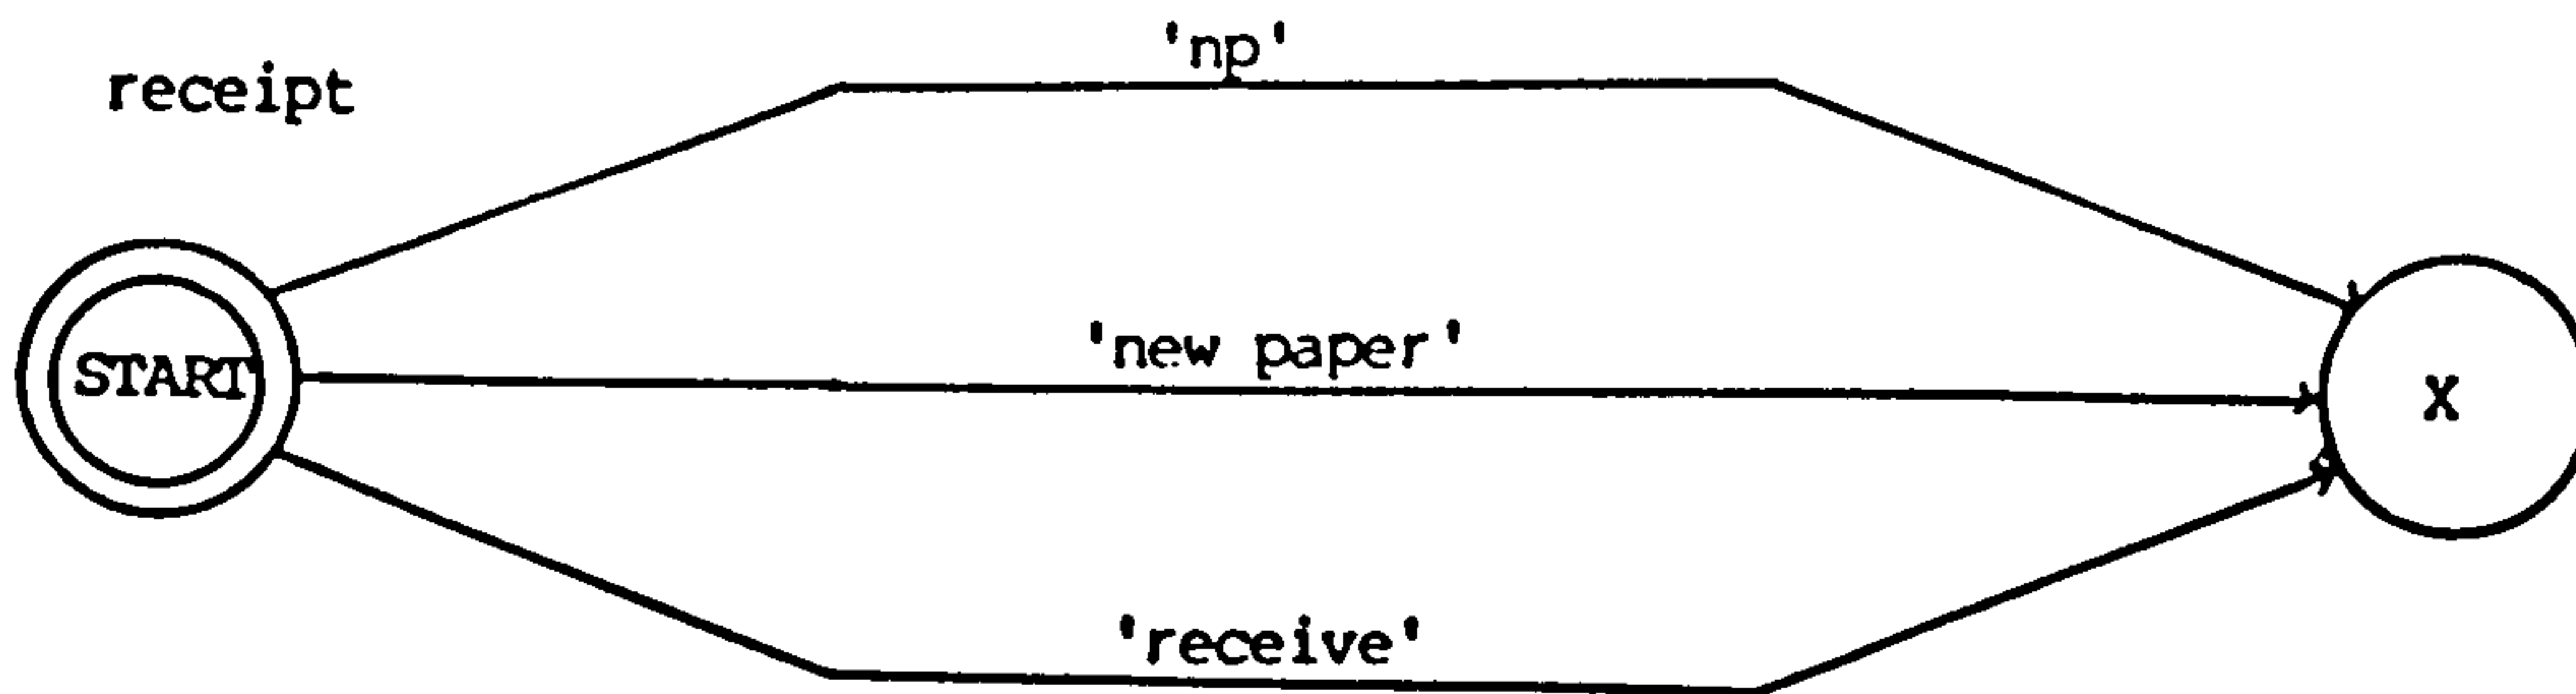 'np'
receipt
'new paper'
START
X
'receive'